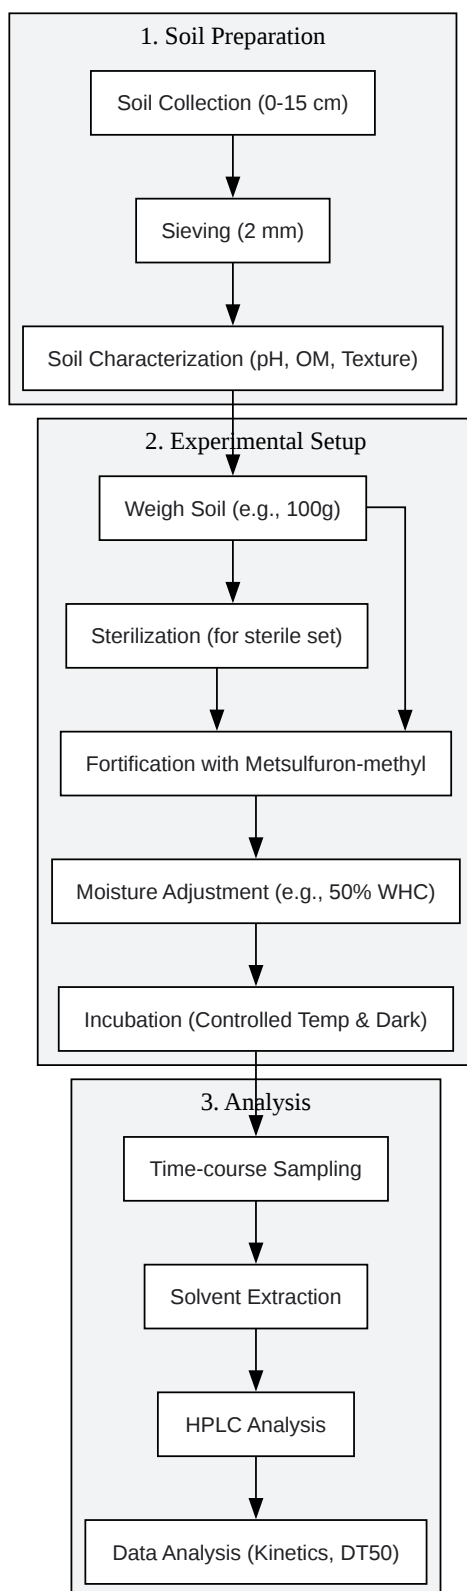 1. Soil Preparation
Soil Collection (0-15 cm)
Sieving (2 mm)
Soil Characterization (pH, OM, Texture)
2. Experimental Setup
Weigh Soil (e.g., 100g)
Sterilization (for sterile set)
Fortification with Metsulfuron-methyl
Moisture Adjustment (e.g., 50% WHC)
Incubation (Controlled Temp & Dark)
3. Analysis
Time-course Sampling
Solvent Extraction
HPLC Analysis
Data Analysis (Kinetics, DT50)